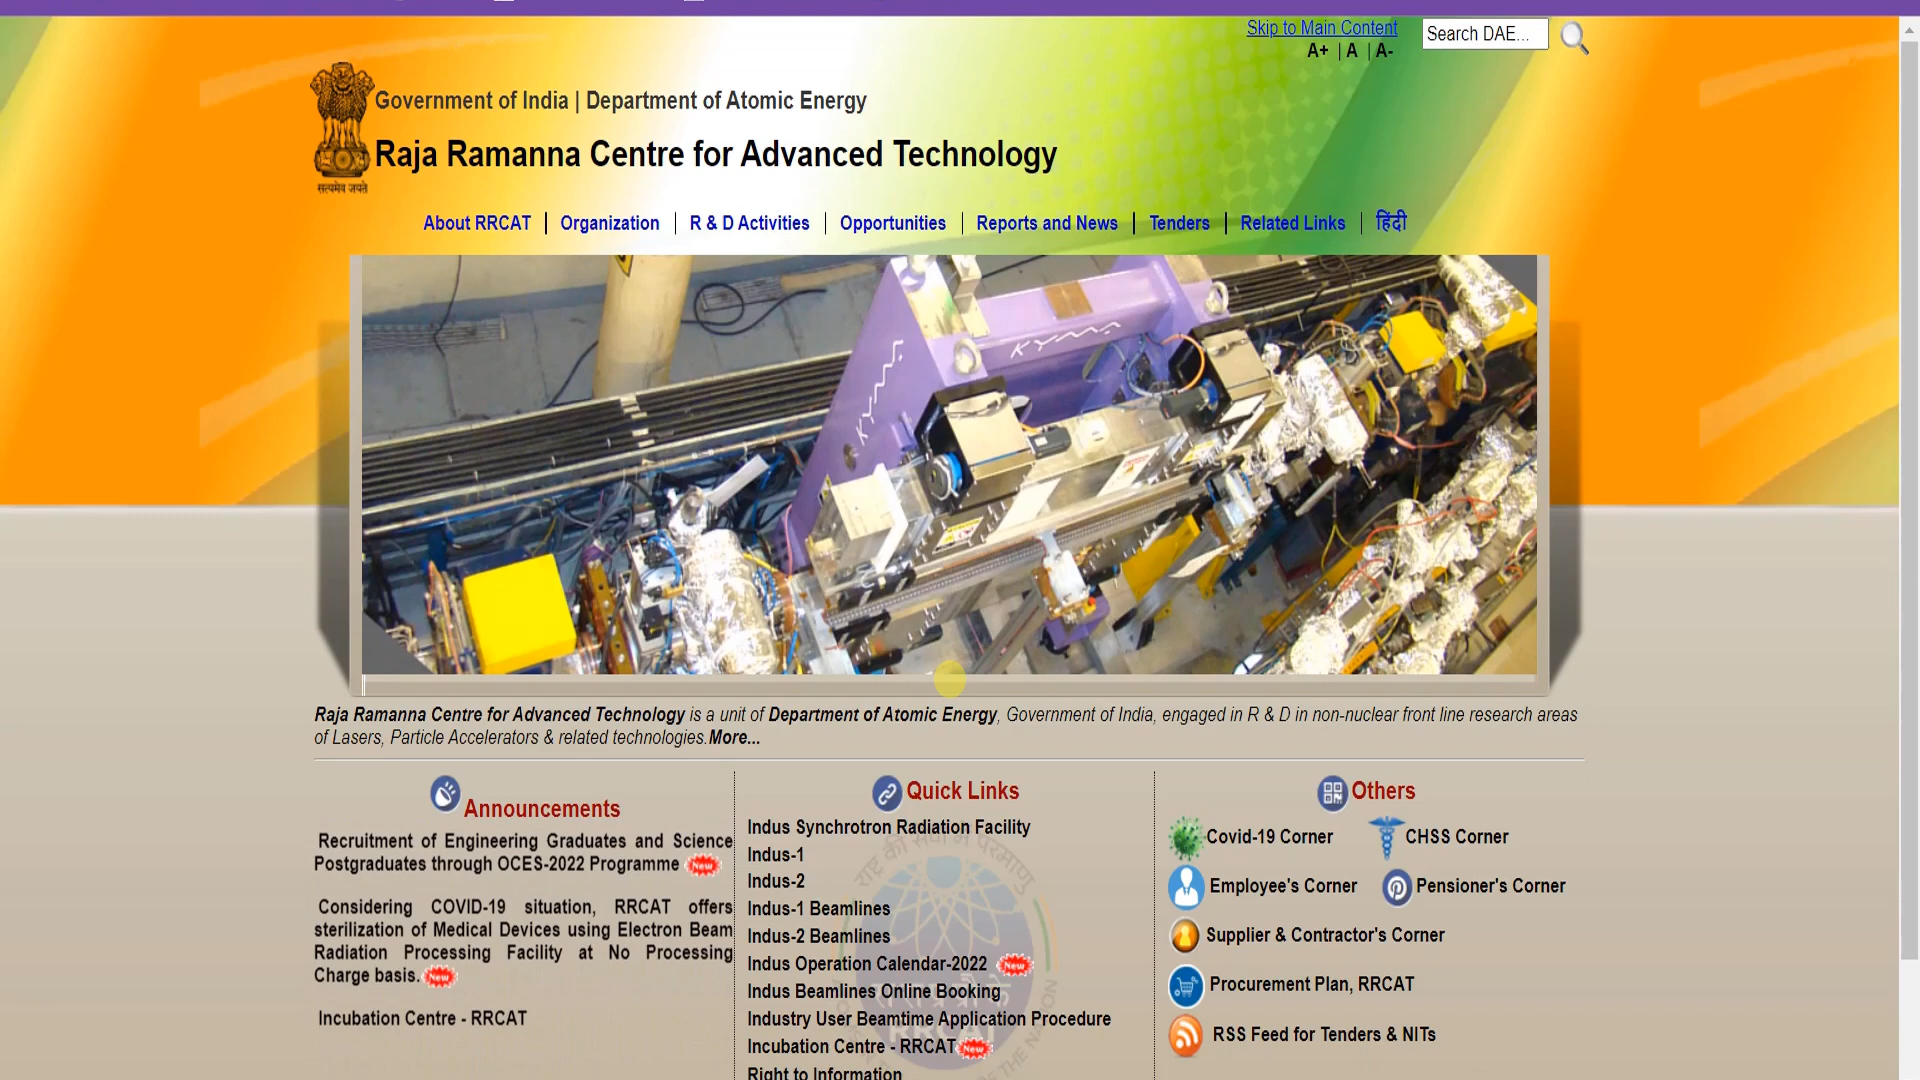 Skip to Main Content
Search DAE...
A+ | A | A-
Government of India | Department of Atomic Energy
Raja Ramanna Centre for Advanced Technology
सत्यमेव जयते
About RRCAT | Organization | R & D Activities | Opportunities | Reports and News | Tenders | Related Links | हिंदी
KYMA
KYMA
Raja Ramanna Centre for Advanced Technology is a unit of Department of Atomic Energy, Government of India, engaged in R & D in non-nuclear front line research areas
of Lasers, Particle Accelerators & related technologies.More...
Announcements
Recruitment of Engineering Graduates and Science
Postgraduates through OCES-2022 Programme New
Considering COVID-19 situation, RRCAT offers
sterilization of Medical Devices using Electron Beam
Radiation Processing Facility at No Processing
Charge basis. New
Incubation Centre - RRCAT
Quick Links
Indus Synchrotron Radiation Facility
Indus-1
Indus-2
Indus-1 Beamlines
Indus-2 Beamlines
Indus Operation Calendar-2022 New
Indus Beamlines Online Booking
Industry User Beamtime Application Procedure
Incubation Centre - RRCAT New
Right to Information
Others
Covid-19 Corner
CHSS Corner
Employee's Corner
Pensioner's Corner
Supplier & Contractor's Corner
Procurement Plan, RRCAT
RSS Feed for Tenders & NITs